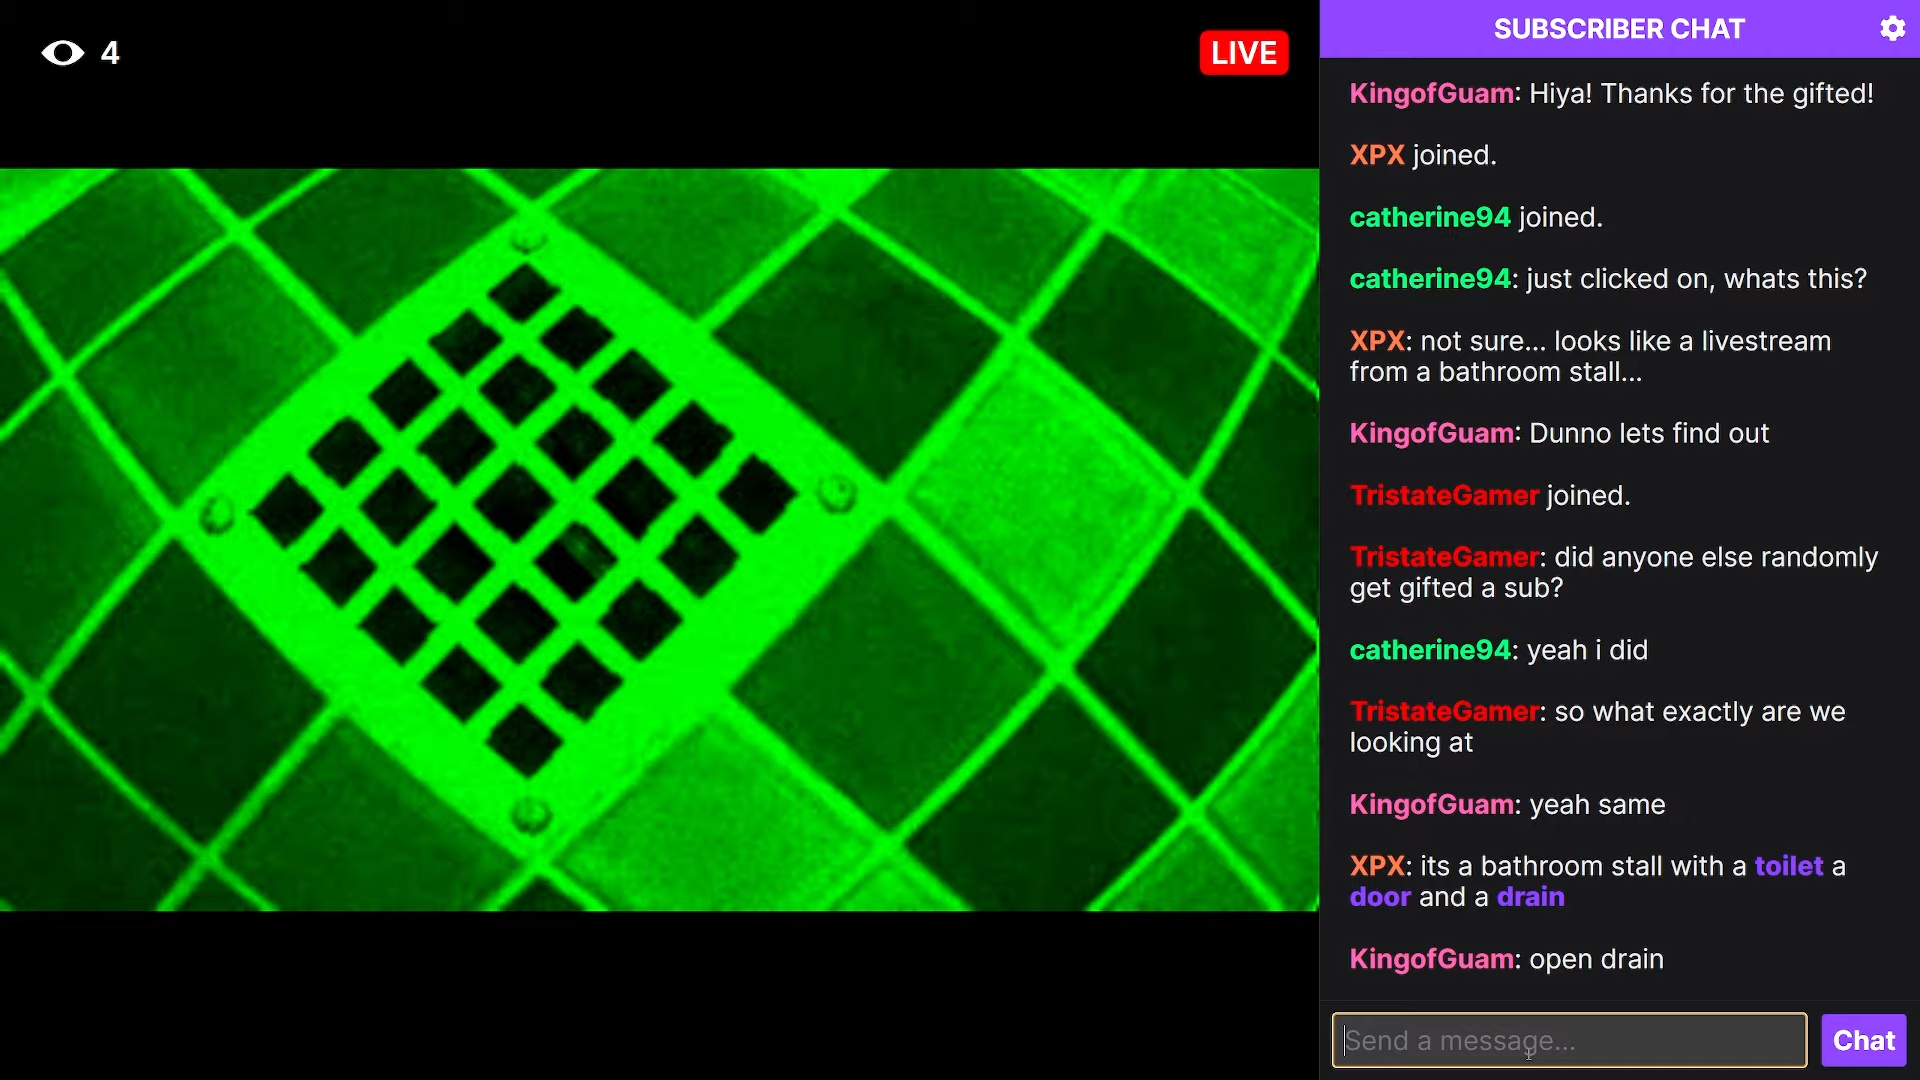 4
LIVE
SUBSCRIBER CHAT
KingofGuam: Hiya! Thanks for the gifted!
XPX joined.
catherine94 joined.
catherine94: just clicked on, whats this?
XPX: not sure... looks like a livestream
from a bathroom stall...
KingofGuam: Dunno lets find out
TristateGamer joined.
TristateGamer: did anyone else randomly
get gifted a sub?
catherine94: yeah i did
TristateGamer: so what exactly are we
looking at
KingofGuam: yeah same
XPX: its a bathroom stall with a toilet a
door and a drain
KingofGuam: open drain
Send a message...
Chat